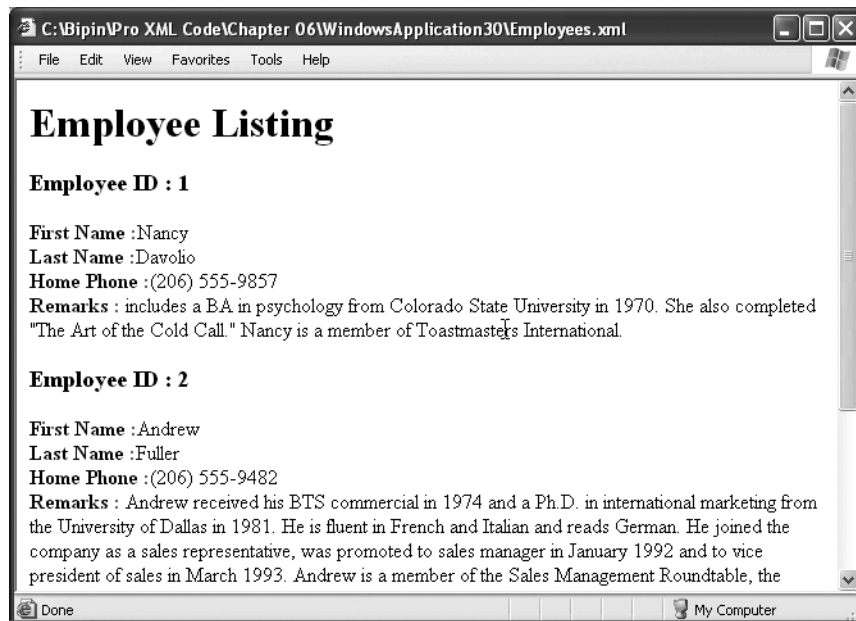 C:\Bipin\Pro XML Code\Chapter 06\WindowsApplication30\Employees.xml
File Edit View Favorites Tools Help
Employee Listing
Employee ID : 1
First Name :Nancy
Last Name :Davolio
Home Phone :(206) 555-9857
Remarks : includes a BA in psychology from Colorado State University in 1970. She also completed
"The Art of the Cold Call." Nancy is a member of Toastmasters International.
Employee ID : 2
First Name :Andrew
Last Name :Fuller
Home Phone :(206) 555-9482
Remarks : Andrew received his BTS commercial in 1974 and a Ph.D. in international marketing from
the University of Dallas in 1981. He is fluent in French and Italian and reads German. He joined the
company as a sales representative, was promoted to sales manager in January 1992 and to vice
president of sales in March 1993. Andrew is a member of the Sales Management Roundtable, the
Done My Computer